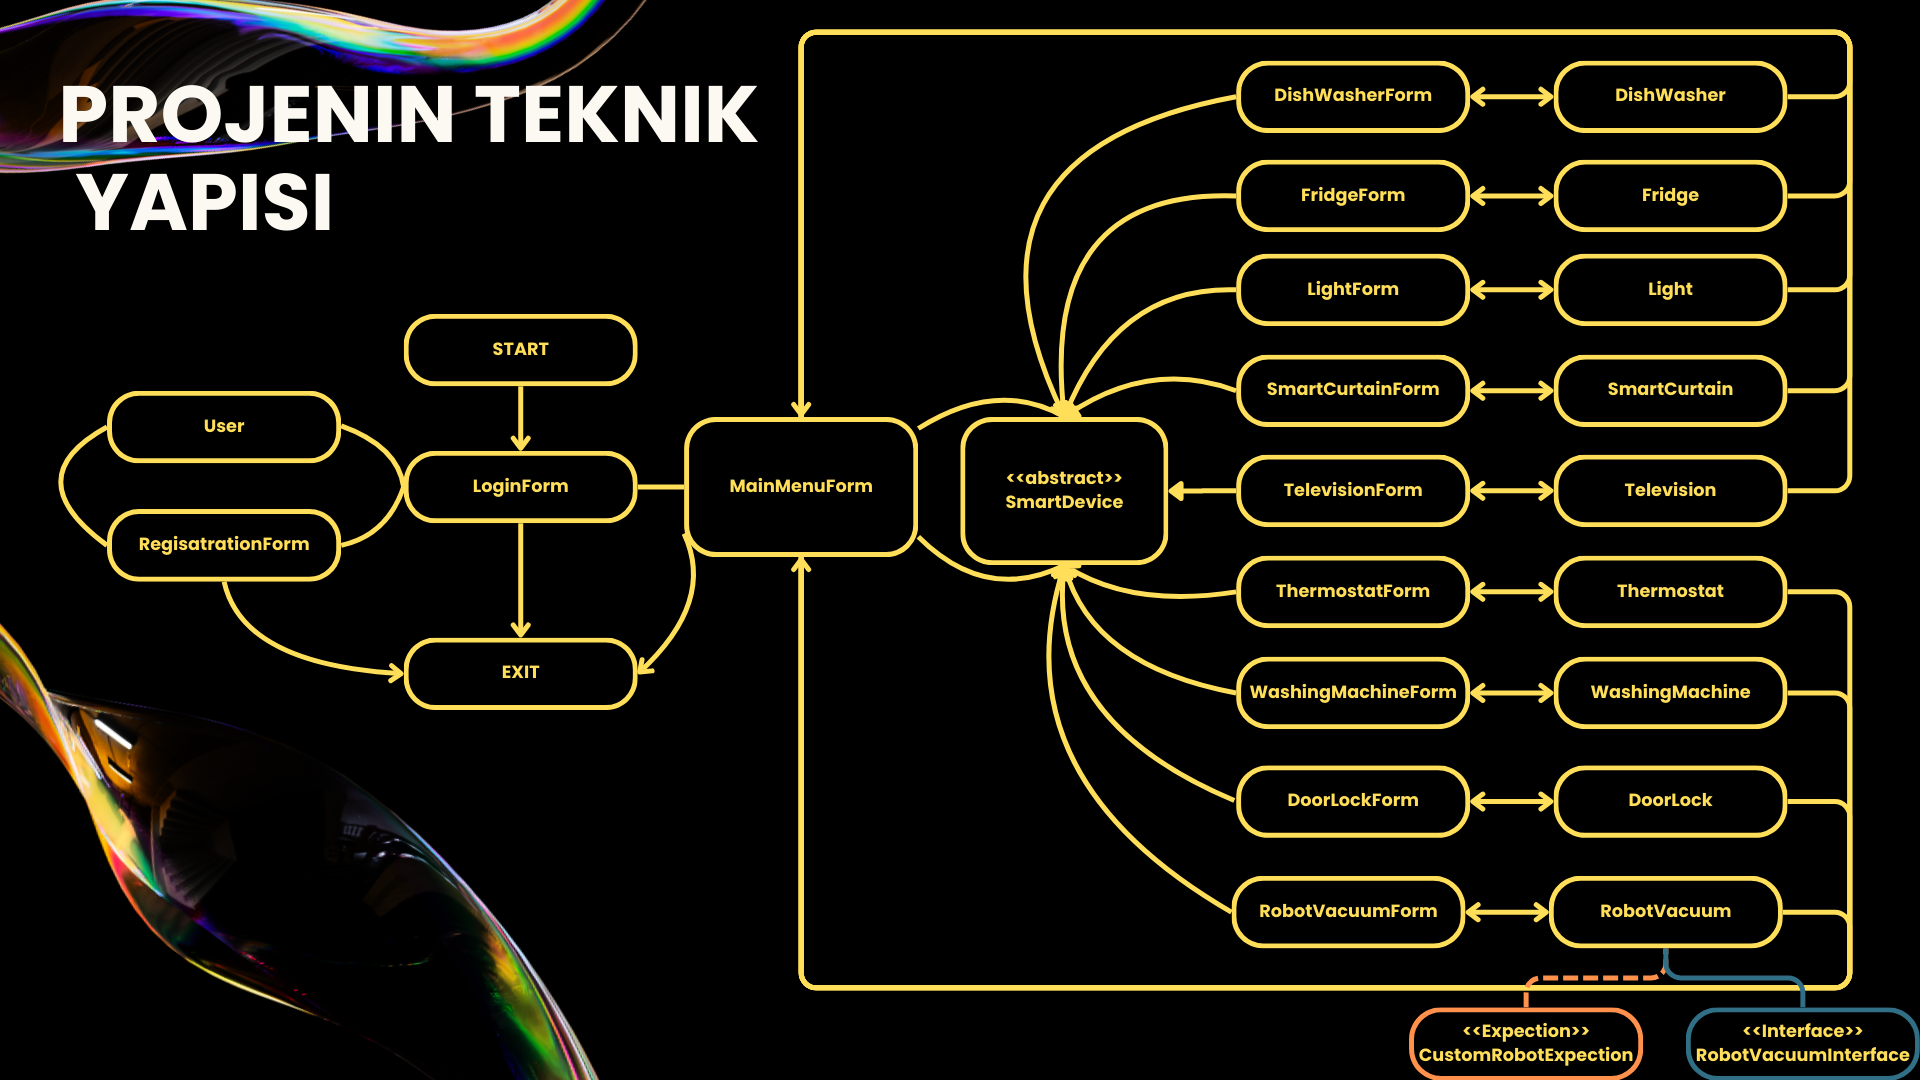 PROJENIN TEKNIK
YAPISI
START
User
LoginForm
RegisatrationForm
EXIT
MainMenuForm
<<abstract>>
SmartDevice
DishWasherForm
DishWasher
FridgeForm
Fridge
LightForm
Light
SmartCurtainForm
SmartCurtain
TelevisionForm
Television
ThermostatForm
Thermostat
WashingMachineForm
WashingMachine
DoorLockForm
DoorLock
RobotVacuumForm
RobotVacuum
<<Expection>>
CustomRobotExpection
<<Interface>>
RobotVacuumInterface